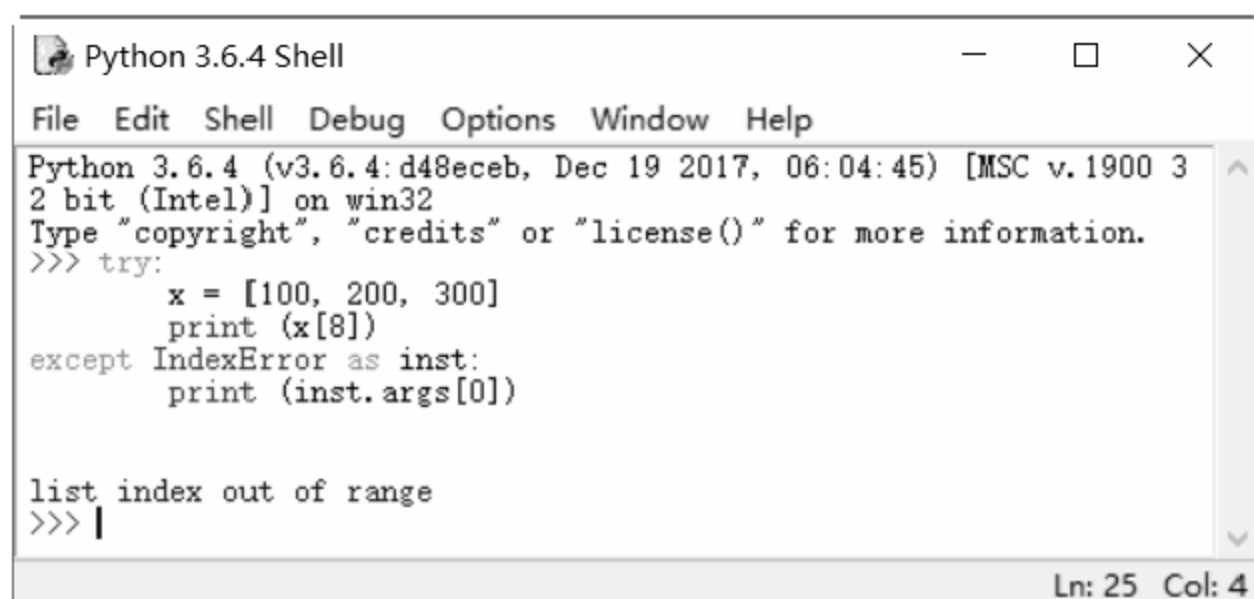 Python 3.6.4 Shell
File Edit Shell Debug Options Window Help
Python 3.6.4 (v3.6.4:d48eceb, Dec 19 2017, 06:04:45) [MSC v.1900 3
2 bit (Intel)] on win32
Type "copyright", "credits" or "license()" for more information.
>>> try:
        x = [100, 200, 300]
        print (x[8])
except IndexError as inst:
        print (inst.args[0])
list index out of range
>>>
Ln: 25 Col: 4